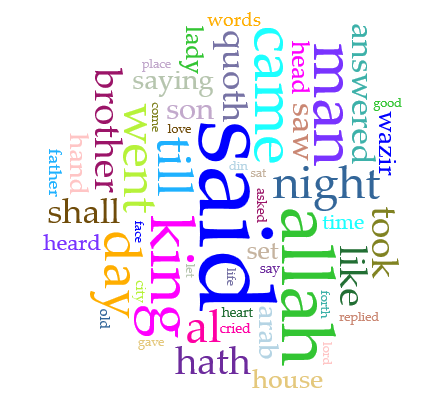 words
place
lady
saying
quoth
came
head
man
answered
good
wazir
brother
come
son
saw
love
went
till
said
din
sat
night
hand
father
shall
king
asked
allah
took
time
heard
face
day
set
say
like
let
life
city
al
heart
arab
forth
replied
old
cried
gave
hath
lord
house